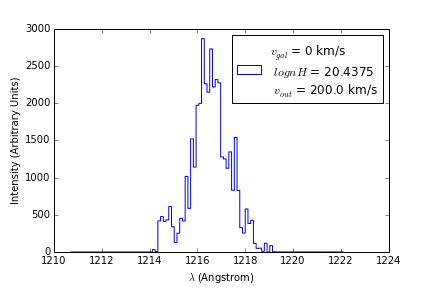 3000
2500
2000
1500
1000
500
0
Intensity (Arbitrary Units)
v_gal = 0 km/s
lognH = 20.4375
v_out = 200.0 km/s
1210 1212 1214 1216 1218 1220 1222 1224
λ (Angstrom)